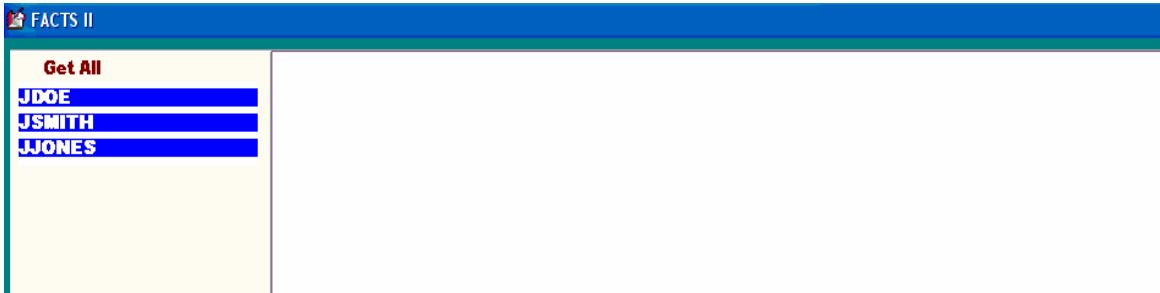 FACTS II
Get All
JDOE
JSMITH
JJONES